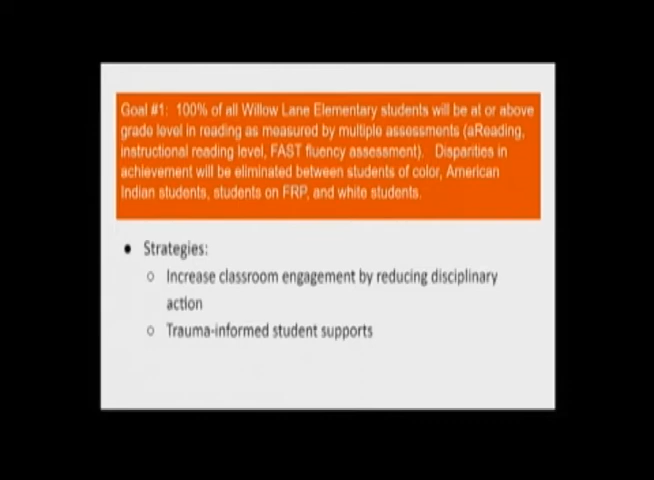 Goal #1: 100% of all Willow Lane Elementary students will be at or above
grade level in reading as measured by multiple assessments (aReading,
instructional reading level, FAST fluency assessment). Disparities in
achievement will be eliminated between students of color, American
Indian students, students on FRP, and white students.
● Strategies:
○ Increase classroom engagement by reducing disciplinary
action
○ Trauma-informed student supports